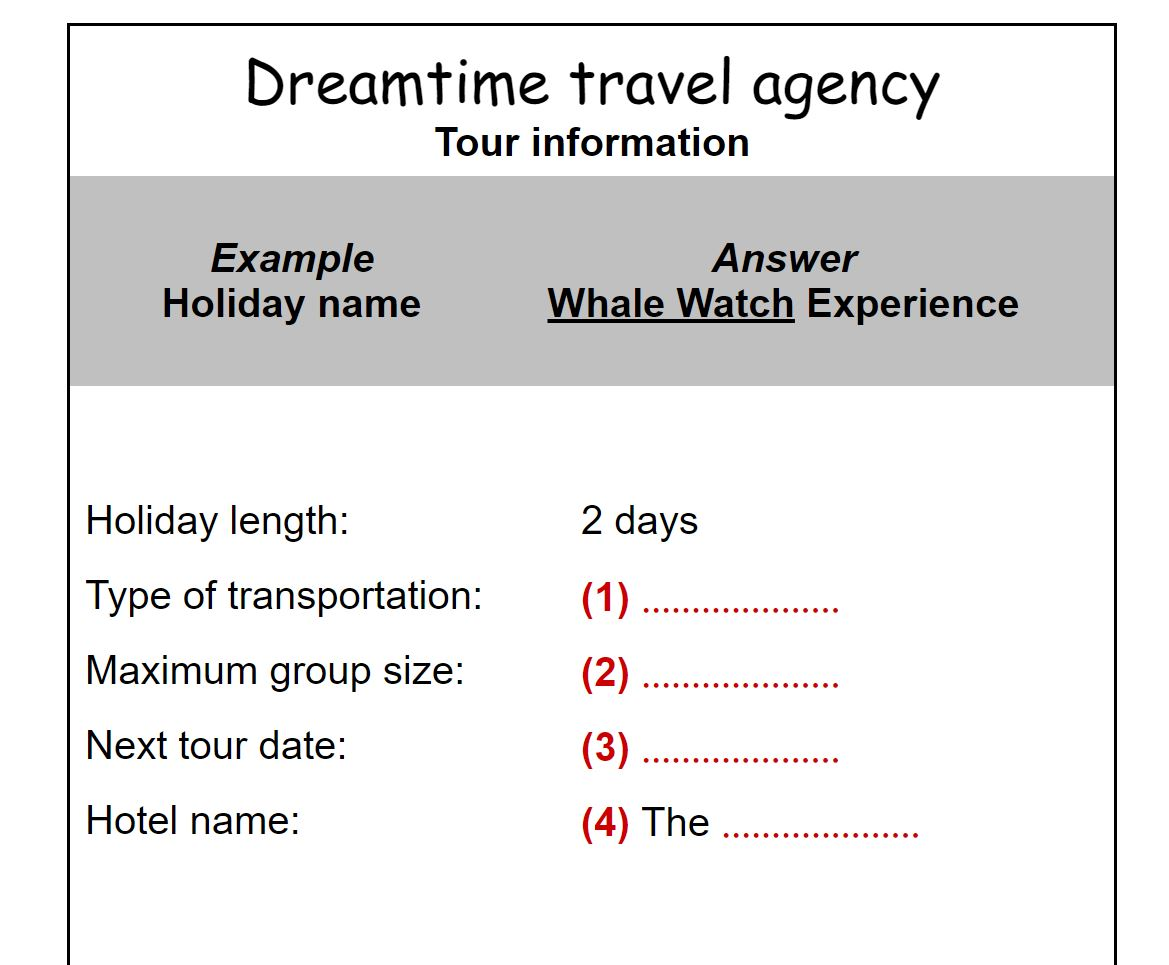 Dreamtime travel agency
Tour information
Example Answer
Holiday name Whale Watch Experience
Holiday length: 2 days
Type of transportation: (1) ....................
Maximum group size: (2) ....................
Next tour date: (3) ....................
Hotel name: (4) The ....................